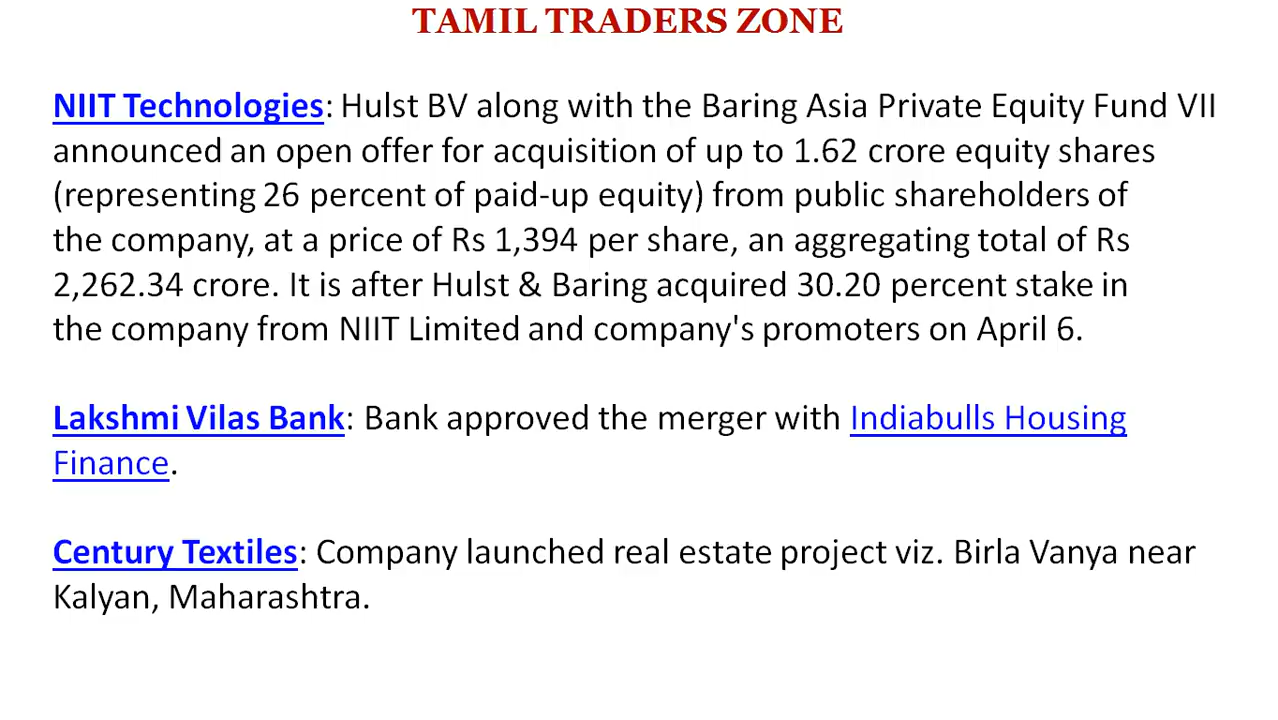 TAMIL TRADERS ZONE
NIIT Technologies: Hulst BV along with the Baring Asia Private Equity Fund VII
announced an open offer for acquisition of up to 1.62 crore equity shares
(representing 26 percent of paid-up equity) from public shareholders of
the company, at a price of Rs 1,394 per share, an aggregating total of Rs
2,262.34 crore. It is after Hulst & Baring acquired 30.20 percent stake in
the company from NIIT Limited and company's promoters on April 6.
Lakshmi Vilas Bank: Bank approved the merger with Indiabulls Housing
Finance.
Century Textiles: Company launched real estate project viz. Birla Vanya near
Kalyan, Maharashtra.